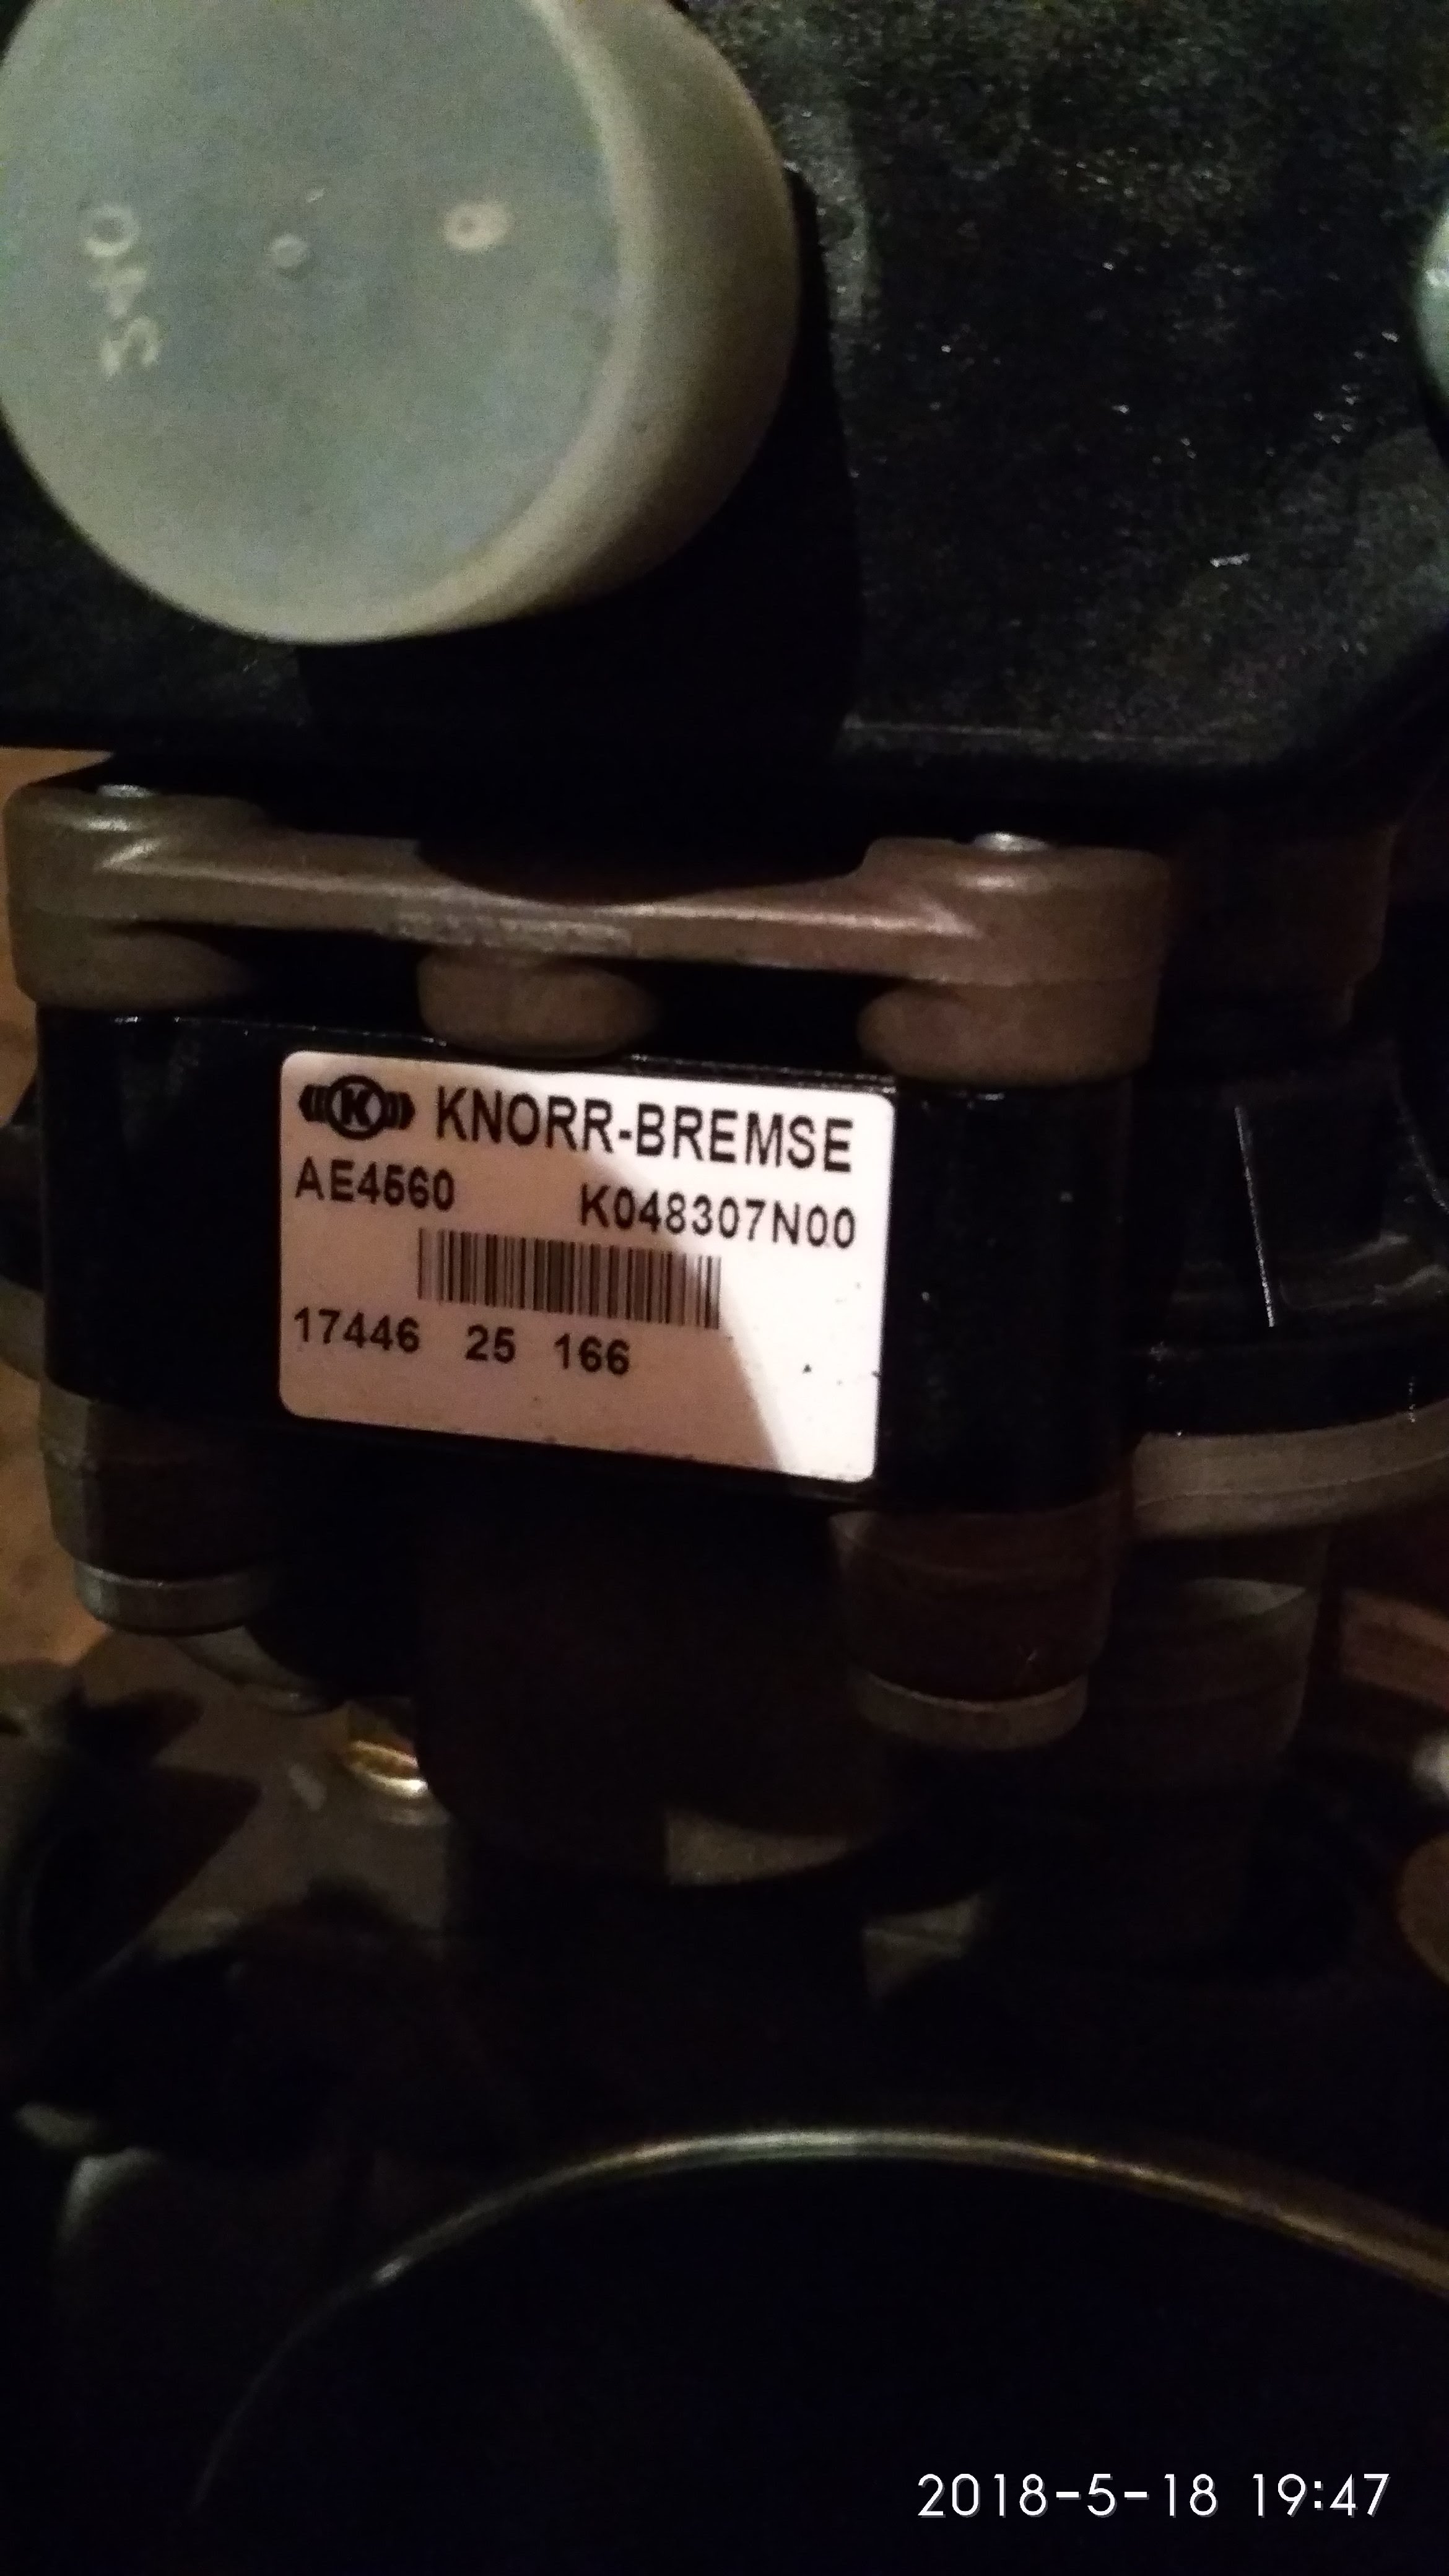 KNORR-BREMSE
AE4560 K048307N00
17446 25 166
2018-5-18 19:47